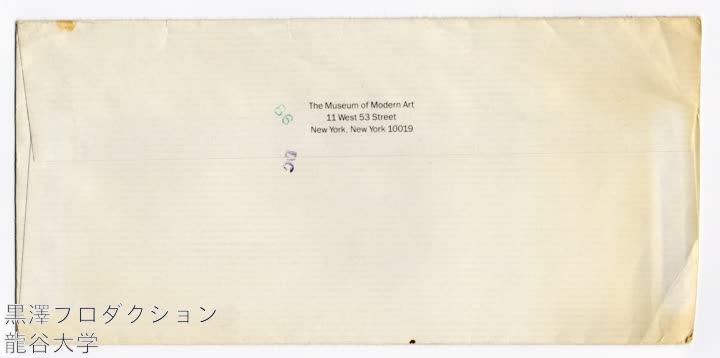 The Museum of Modern Art
11 West 53 Street
New York, New York 10019
66
黒澤フロダクション
龍谷大学